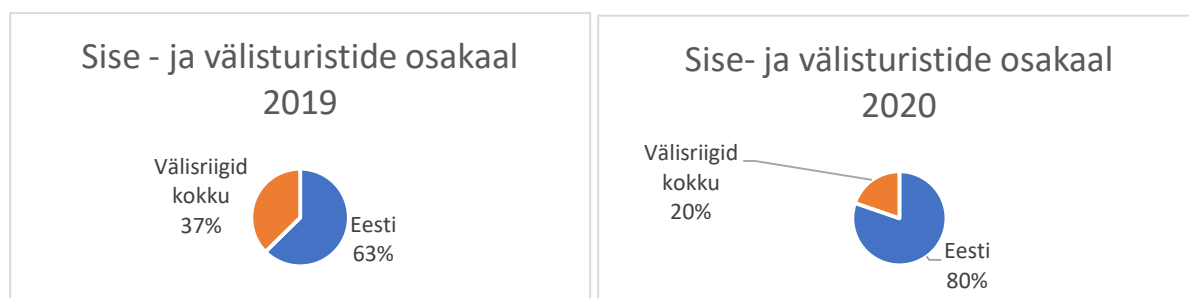 Sise - ja välisturistide osakaal
2019
Välisriigid
kokku
37%
Eesti
63%
Sise- ja välisturistide osakaal
2020
Välisriigid
kokku
20%
Eesti
80%